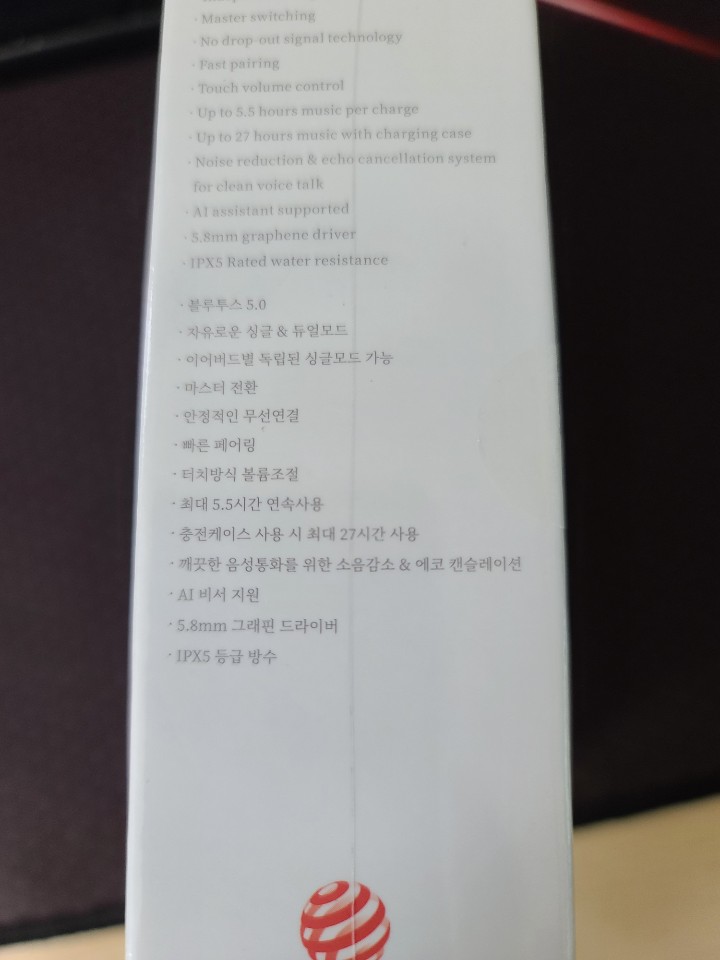 · Master switching
· No drop-out signal technology
· Fast pairing
· Touch volume control
· Up to 5.5 hours music per charge
· Up to 27 hours music with charging case
· Noise reduction & echo cancellation system
for clean voice talk
· AI assistant supported
· 5.8mm graphene driver
· IPX5 Rated water resistance
· 블루투스 5.0
· 자유로운 싱글 & 듀얼모드
· 이어버드별 독립된 싱글모드 가능
· 마스터 전환
· 안정적인 무선연결
· 빠른 페어링
· 터치방식 볼륨조절
· 최대 5.5시간 연속사용
· 충전케이스 사용 시 최대 27시간 사용
· 깨끗한 음성통화를 위한 소음감소 & 에코 캔슬레이션
· AI 비서 지원
· 5.8mm 그래핀 드라이버
· IPX5 등급 방수